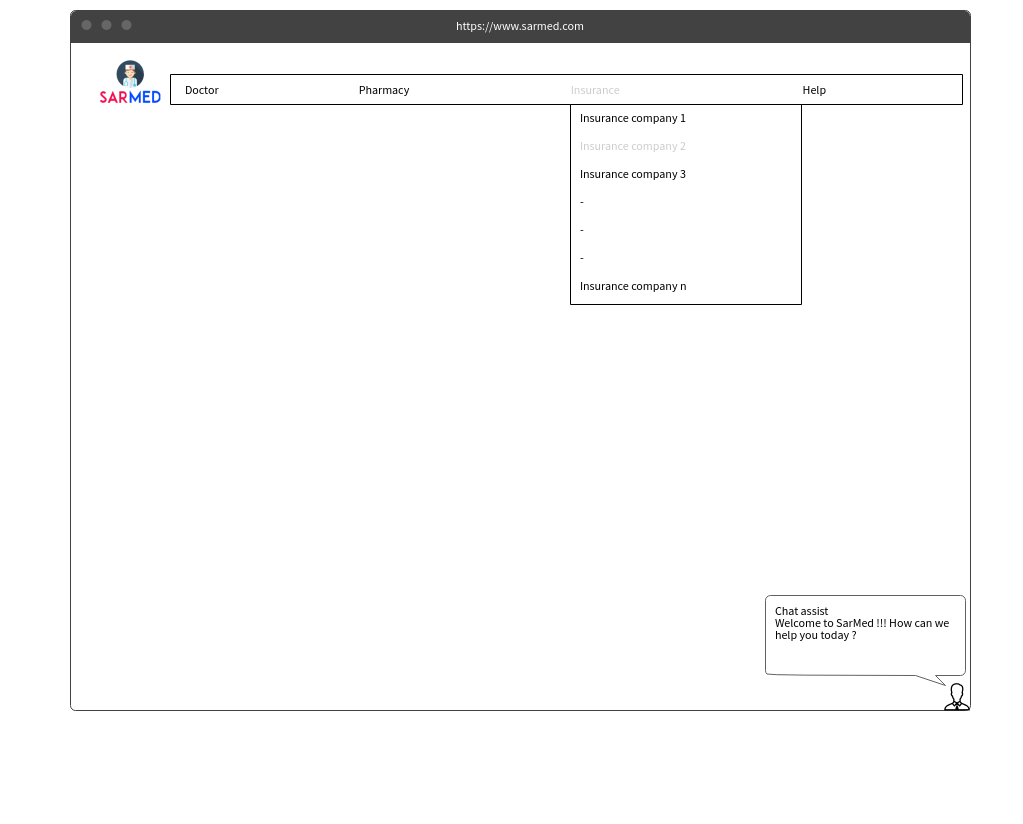 https://www.sarmed.com
SARMED
Doctor Pharmacy Insurance Help
Insurance company 1
Insurance company 2
Insurance company 3
-
-
-
Insurance company n
Chat assist
Welcome to SarMed !!! How can we
help you today ?